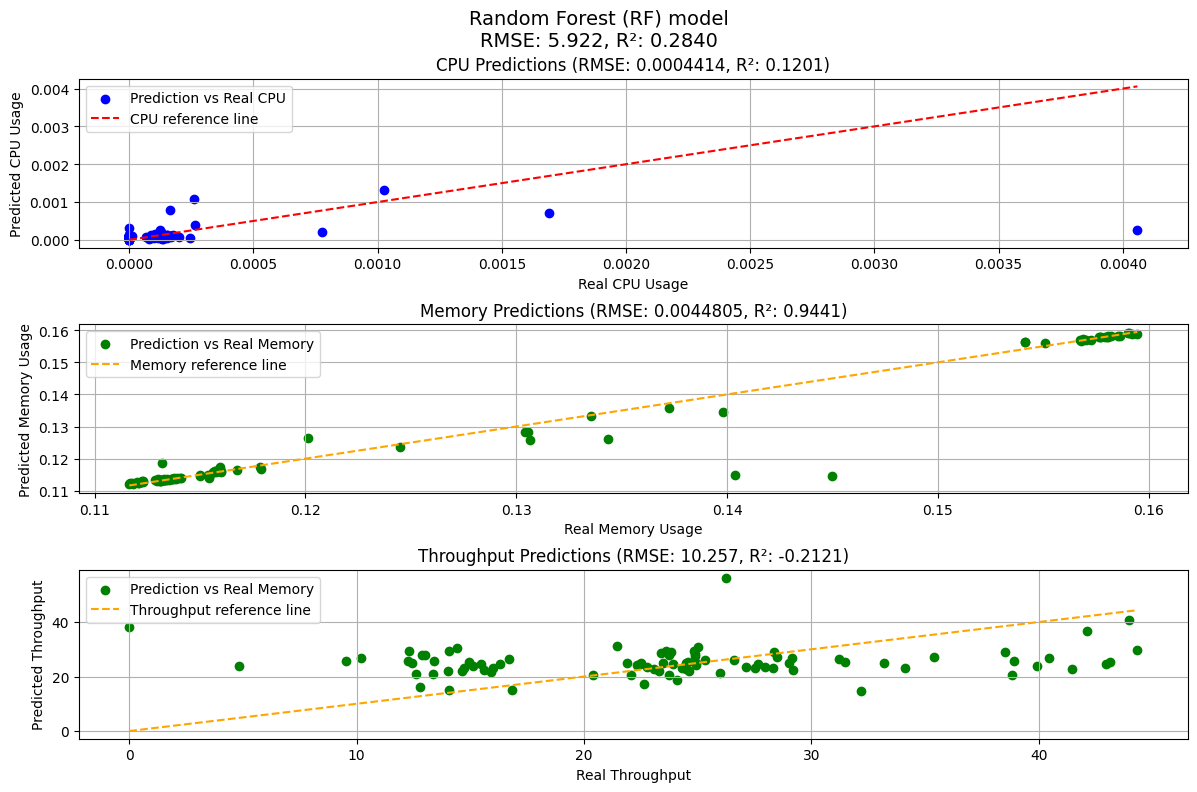 Random Forest (RF) model
RMSE: 5.922, R²: 0.2840
CPU Predictions (RMSE: 0.0004414, R²: 0.1201)
Predicted CPU Usage
0.004
0.003
0.002
0.001
0.000
Prediction vs Real CPU
CPU reference line
0.0000 0.0005 0.0010 0.0015 0.0020 0.0025 0.0030 0.0035 0.0040
Real CPU Usage
Memory Predictions (RMSE: 0.0044805, R²: 0.9441)
Predicted Memory Usage
0.16
0.15
0.14
0.13
0.12
0.11
Prediction vs Real Memory
Memory reference line
0.11 0.12 0.13 0.14 0.15 0.16
Real Memory Usage
Throughput Predictions (RMSE: 10.257, R²: -0.2121)
Predicted Throughput
40
20
0
Prediction vs Real Memory
Throughput reference line
0 10 20 30 40
Real Throughput